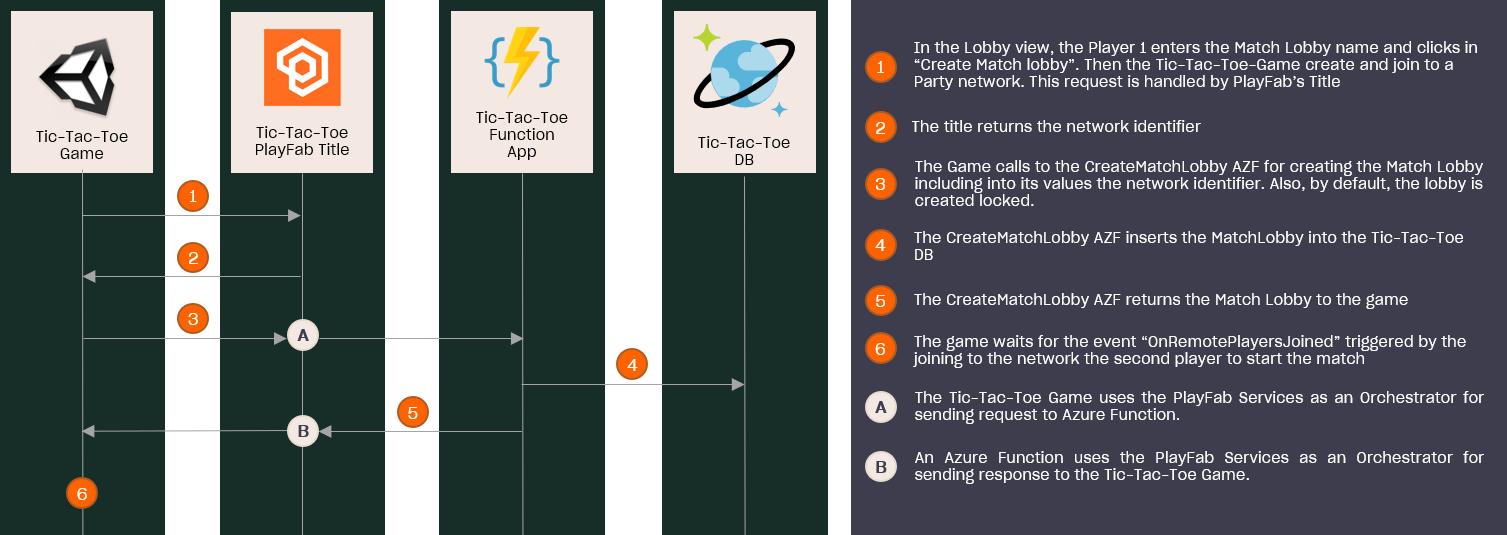 Tic-Tac-Toe
Game
Tic-Tac-Toe
PlayFab Title
Tic-Tac-Toe
Function
App
Tic-Tac-Toe
DB
1
2
3
A
4
5
B
6
1
In the Lobby view, the Player 1 enters the Match Lobby name and clicks in
“Create Match lobby”. Then the Tic-Tac-Toe-Game create and join to a
Party network. This request is handled by PlayFab’s Title
2
The title returns the network identifier
3
The Game calls to the CreateMatchLobby AZF for creating the Match Lobby
including into its values the network identifier. Also, by default, the lobby is
created locked.
4
The CreateMatchLobby AZF inserts the MatchLobby into the Tic-Tac-Toe
DB
5
The CreateMatchLobby AZF returns the Match Lobby to the game
6
The game waits for the event “OnRemotePlayersJoined” triggered by the
joining to the network the second player to start the match
A
The Tic-Tac-Toe Game uses the PlayFab Services as an Orchestrator for
sending request to Azure Function.
B
An Azure Function uses the PlayFab Services as an Orchestrator for
sending response to the Tic-Tac-Toe Game.